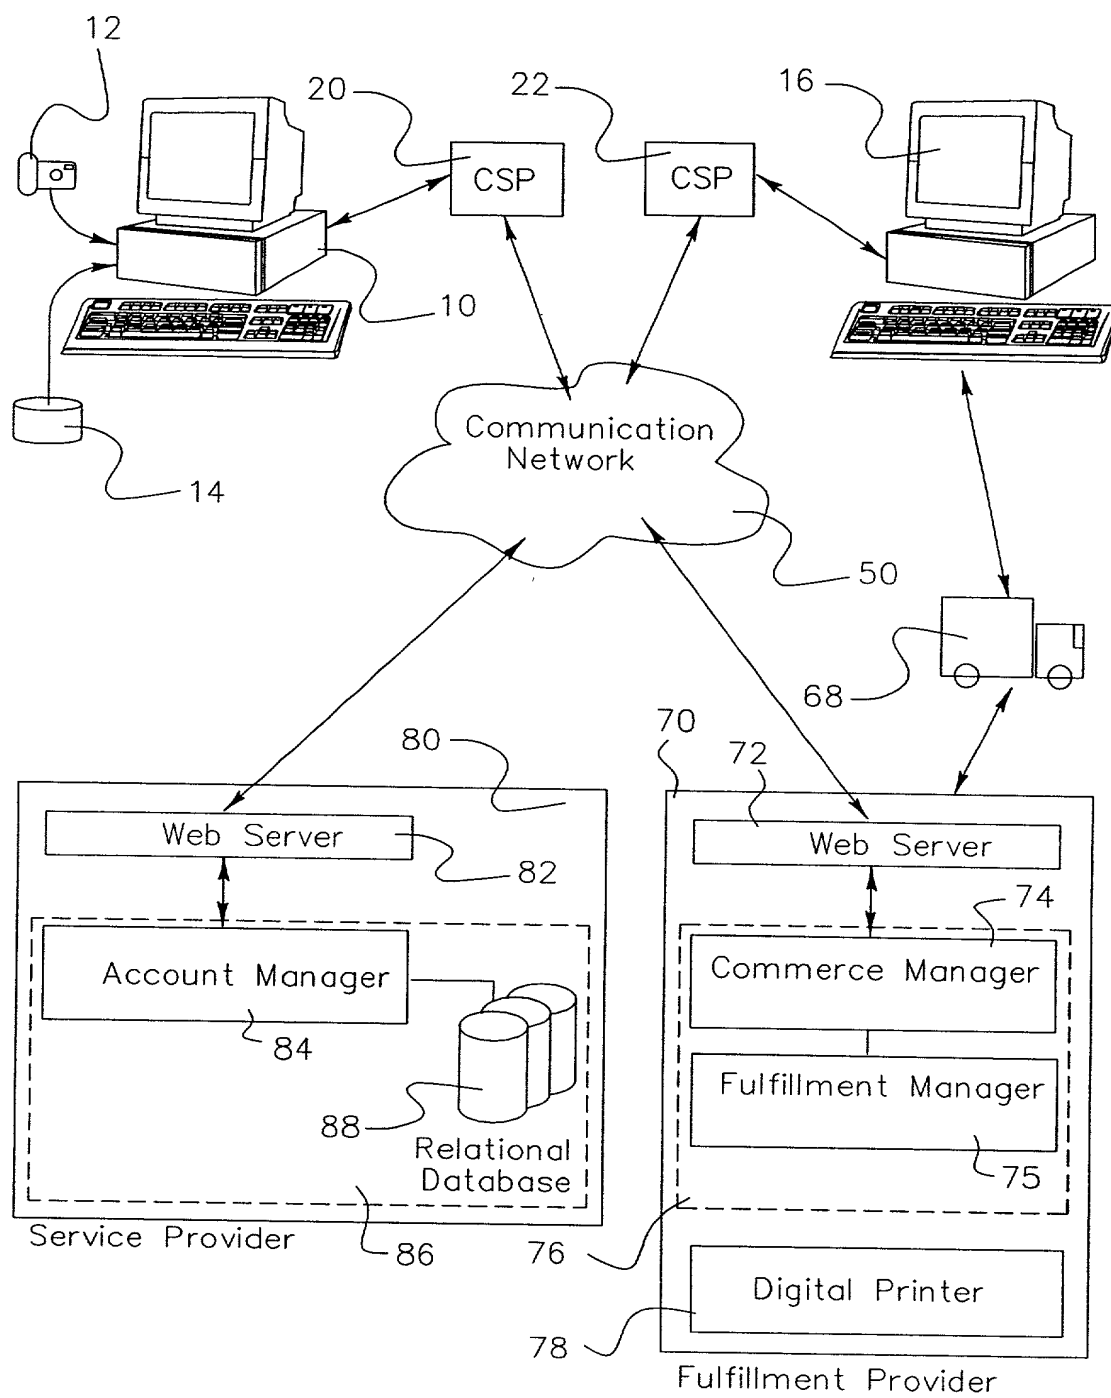 12
20
22
16
CSP
CSP
10
14
Communication
Network
50
68
80
70
72
Web Server
82
Web Server
74
Account Manager
84
Commerce Manager
Fulfillment Manager
75
88
Relational
Database
86
Service Provider
76
Digital Printer
78
Fulfillment Provider